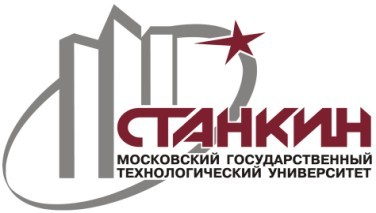 СТАНКИН
МОСКОВСКИЙ ГОСУДАРСТВЕННЫЙ
ТЕХНОЛОГИЧЕСКИЙ УНИВЕРСИТЕТ